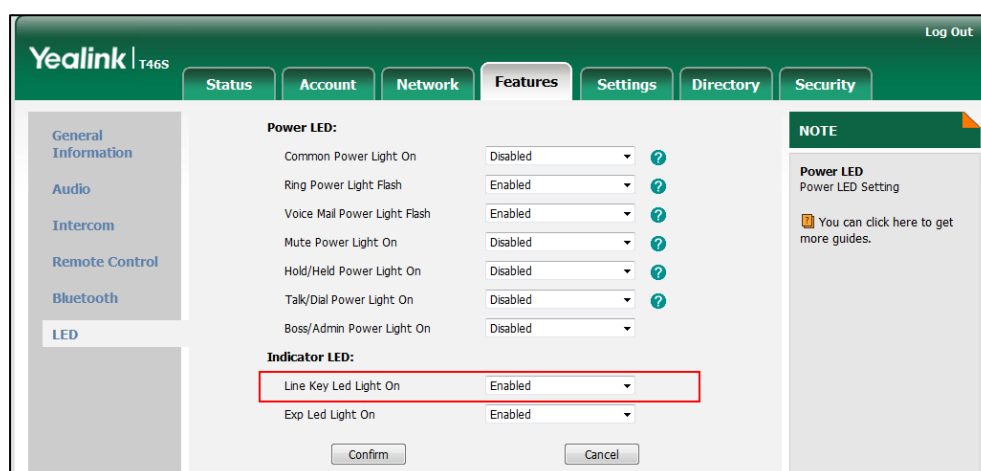 Log Out
Yealink | T46S
Status Account Network Features Settings Directory Security
General
Information
Audio
Intercom
Remote Control
Bluetooth
LED
Power LED:
Common Power Light On Disabled ?
Ring Power Light Flash Enabled ?
Voice Mail Power Light Flash Enabled ?
Mute Power Light On Disabled ?
Hold/Held Power Light On Disabled ?
Talk/Dial Power Light On Disabled ?
Boss/Admin Power Light On Disabled
Indicator LED:
Line Key Led Light On Enabled
Exp Led Light On Enabled
Confirm Cancel
NOTE
Power LED
Power LED Setting
? You can click here to get
more guides.